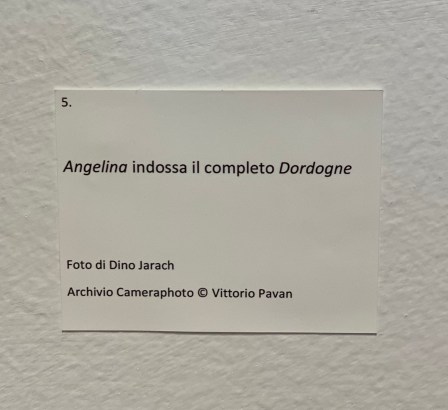 5.
Angelina indossa il completo Dordogne
Foto di Dino Jarach
Archivio Cameraphoto © Vittorio Pavan